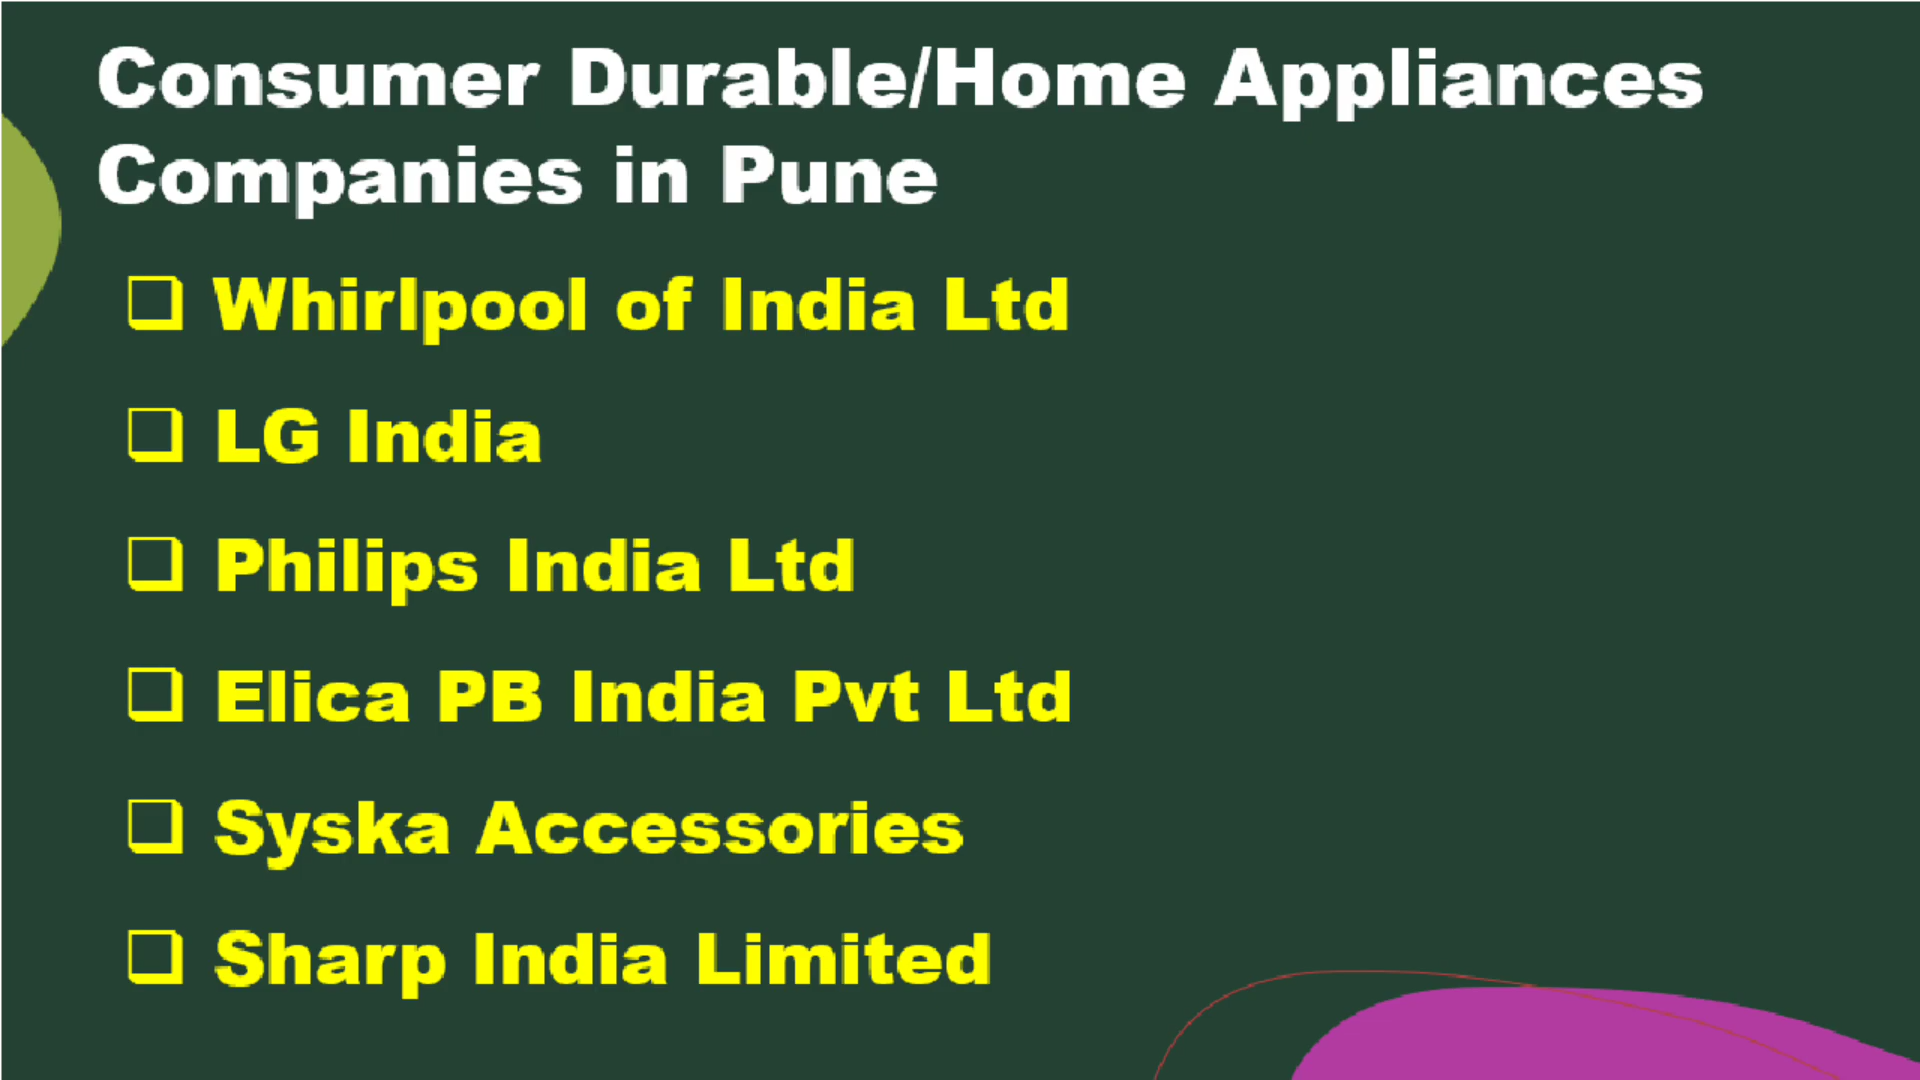 Consumer Durable/Home Appliances
Companies in Pune
❑ Whirlpool of India Ltd
❑ LG India
❑ Philips India Ltd
❑ Elica PB India Pvt Ltd
❑ Syska Accessories
❑ Sharp India Limited